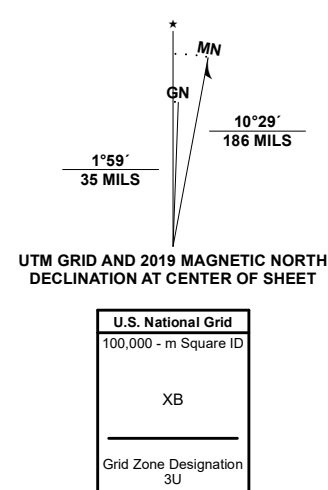 ★
MN
GN
1°59´
35 MILS
10°29´
186 MILS
UTM GRID AND 2019 MAGNETIC NORTH
DECLINATION AT CENTER OF SHEET
U.S. National Grid
100,000 - m Square ID
XB
Grid Zone Designation
3U